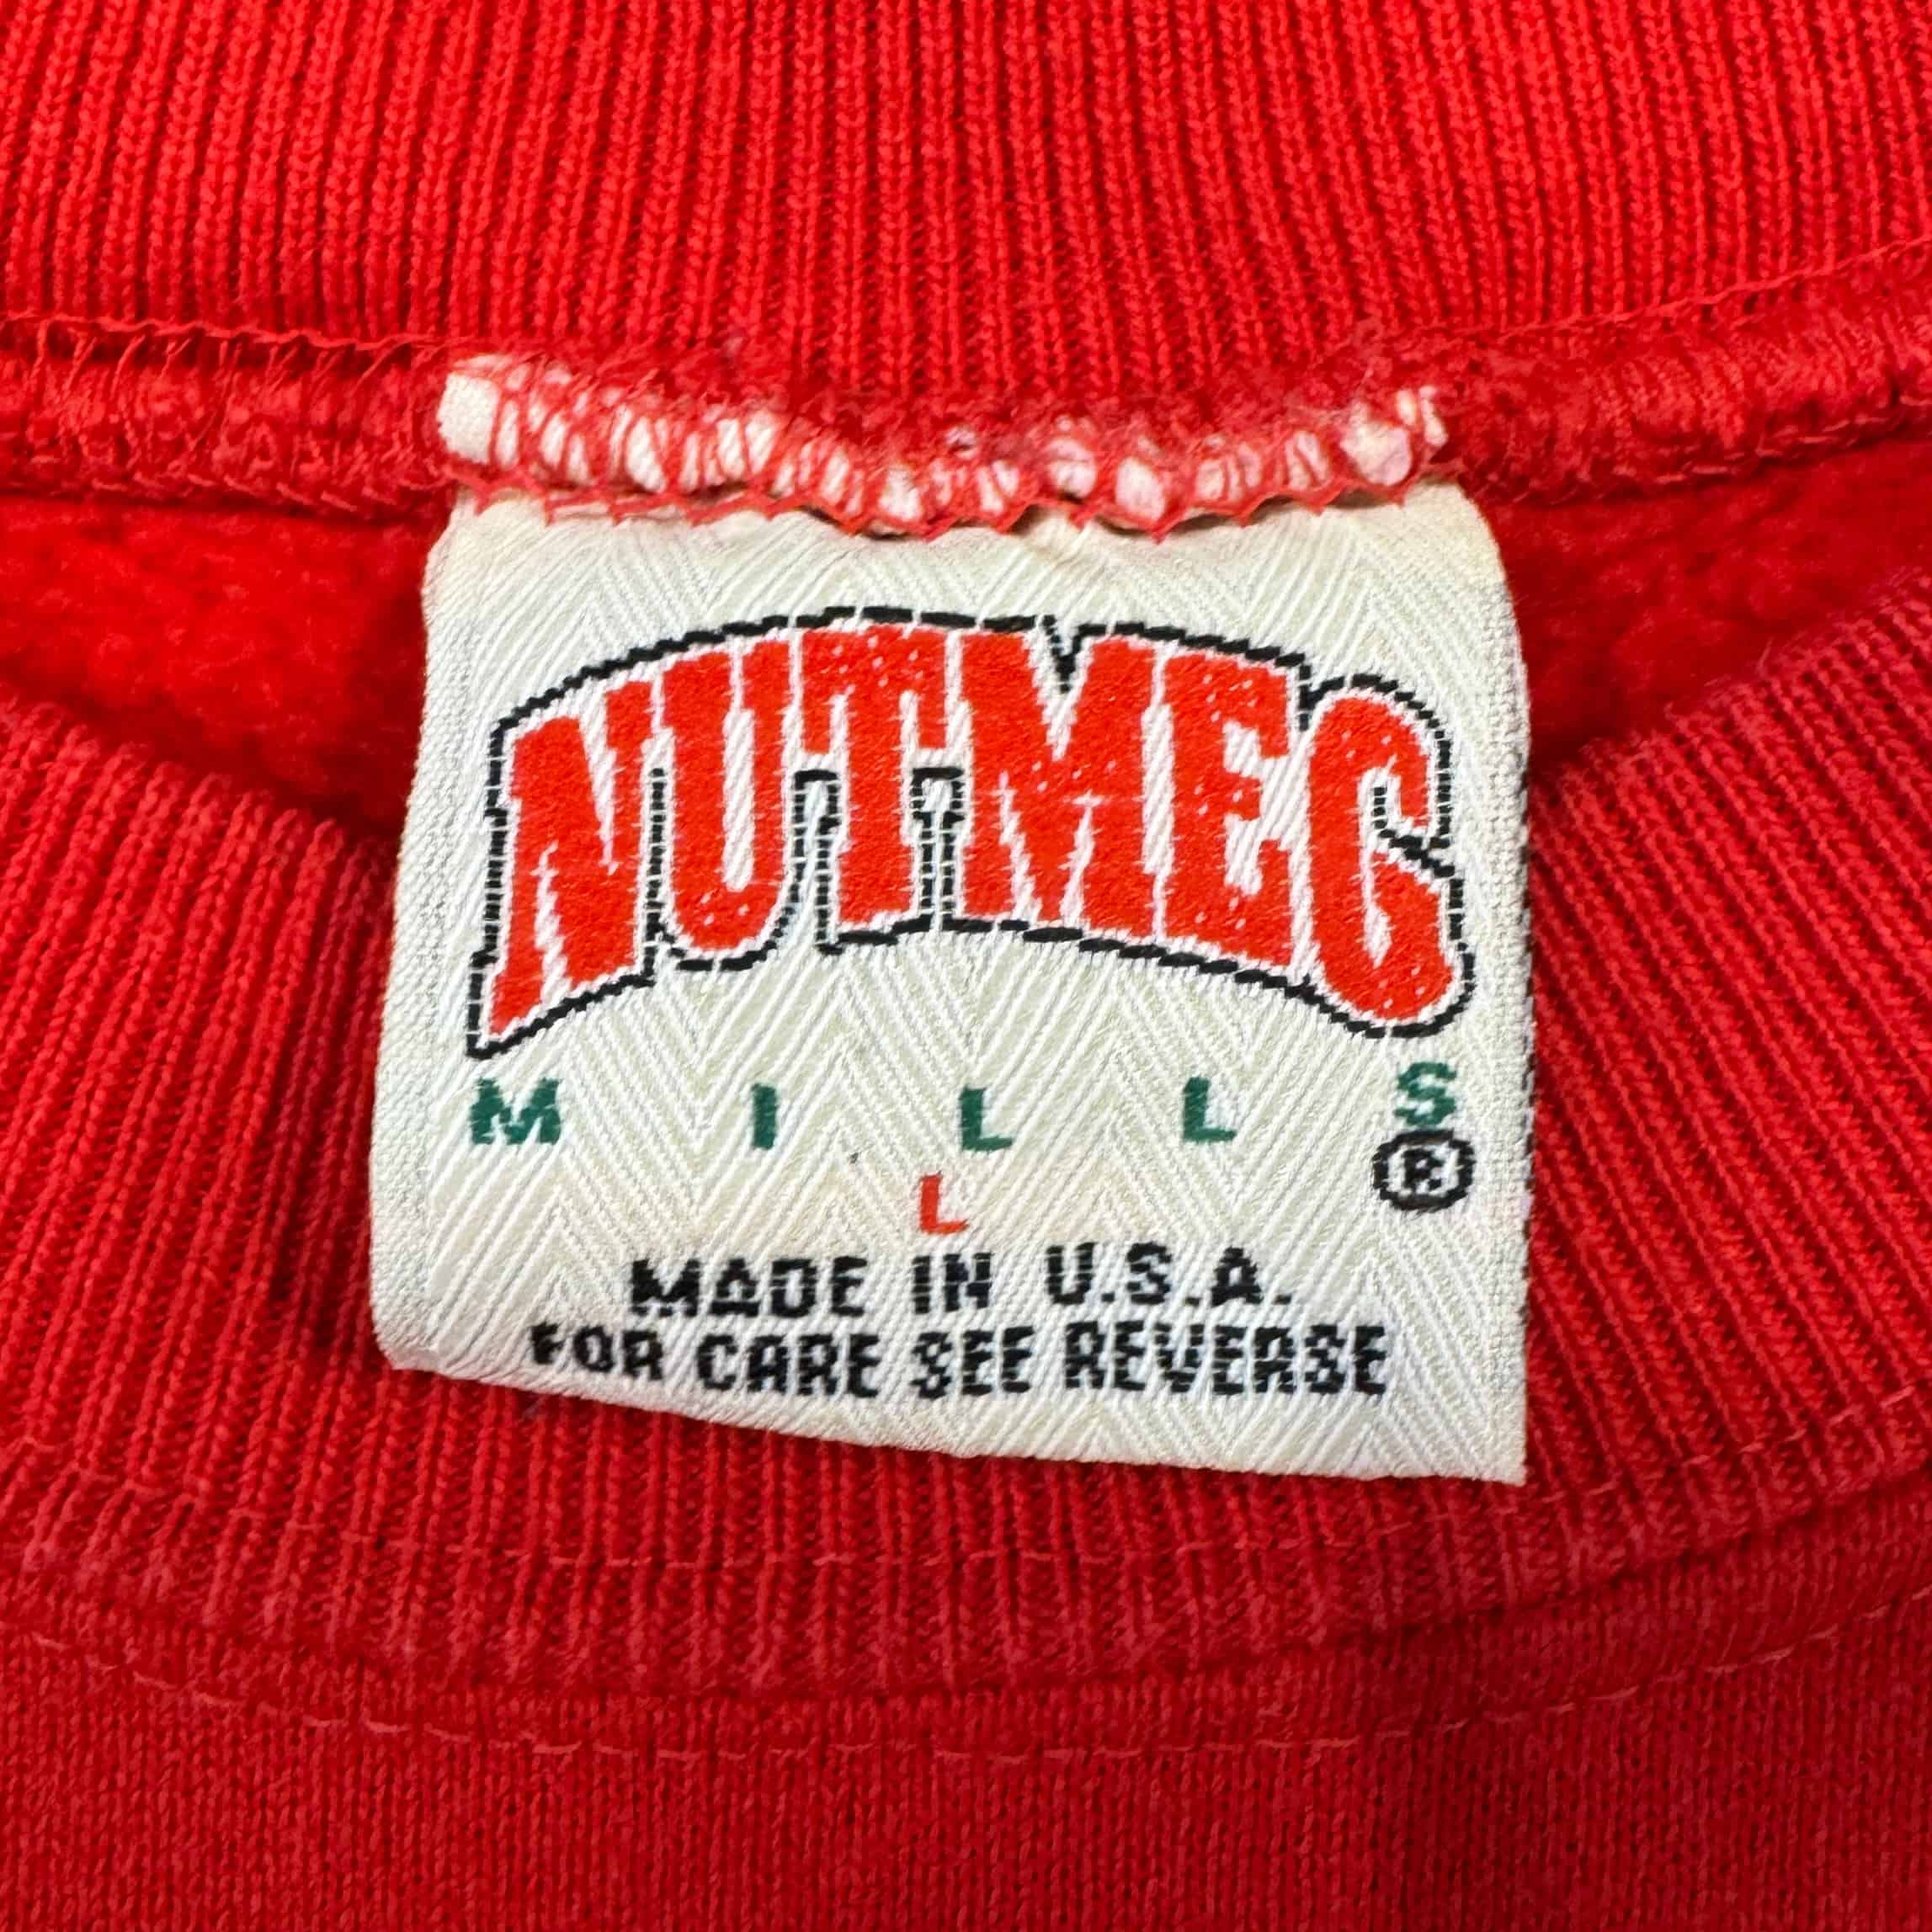 NUTMEG
MILLS
®
L
MADE IN U.S.A.
FOR CARE SEE REVERSE